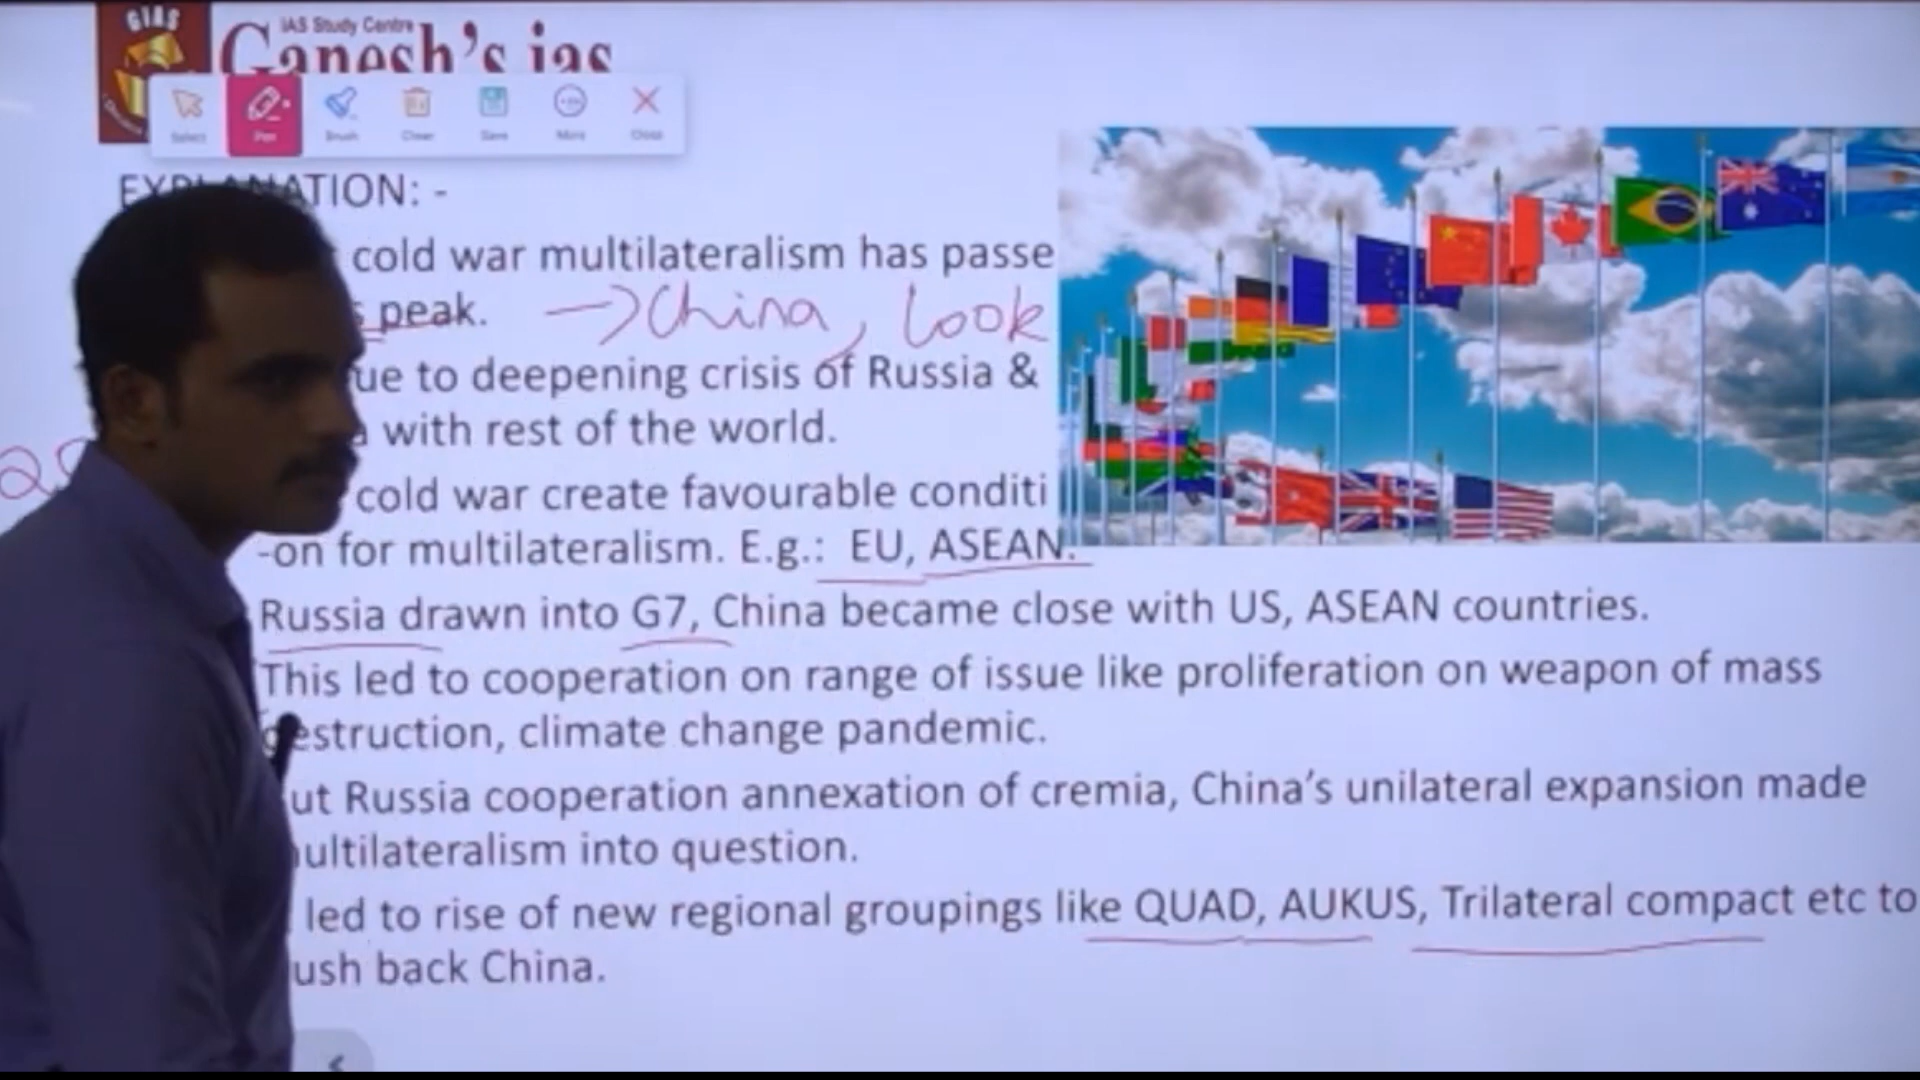 GIAS
IAS Study Centre
Ganesh's ias
Select Pen Brush Clear Save More Close
EXPLANATION: -
cold war multilateralism has passe
peak. → China, Look
ue to deepening crisis of Russia &
with rest of the world.
cold war create favourable conditi
-on for multilateralism. E.g.: EU, ASEAN.
Russia drawn into G7, China became close with US, ASEAN countries.
This led to cooperation on range of issue like proliferation on weapon of mass
destruction, climate change pandemic.
ut Russia cooperation annexation of cremia, China's unilateral expansion made
ultilateralism into question.
led to rise of new regional groupings like QUAD, AUKUS, Trilateral compact etc to
ush back China.